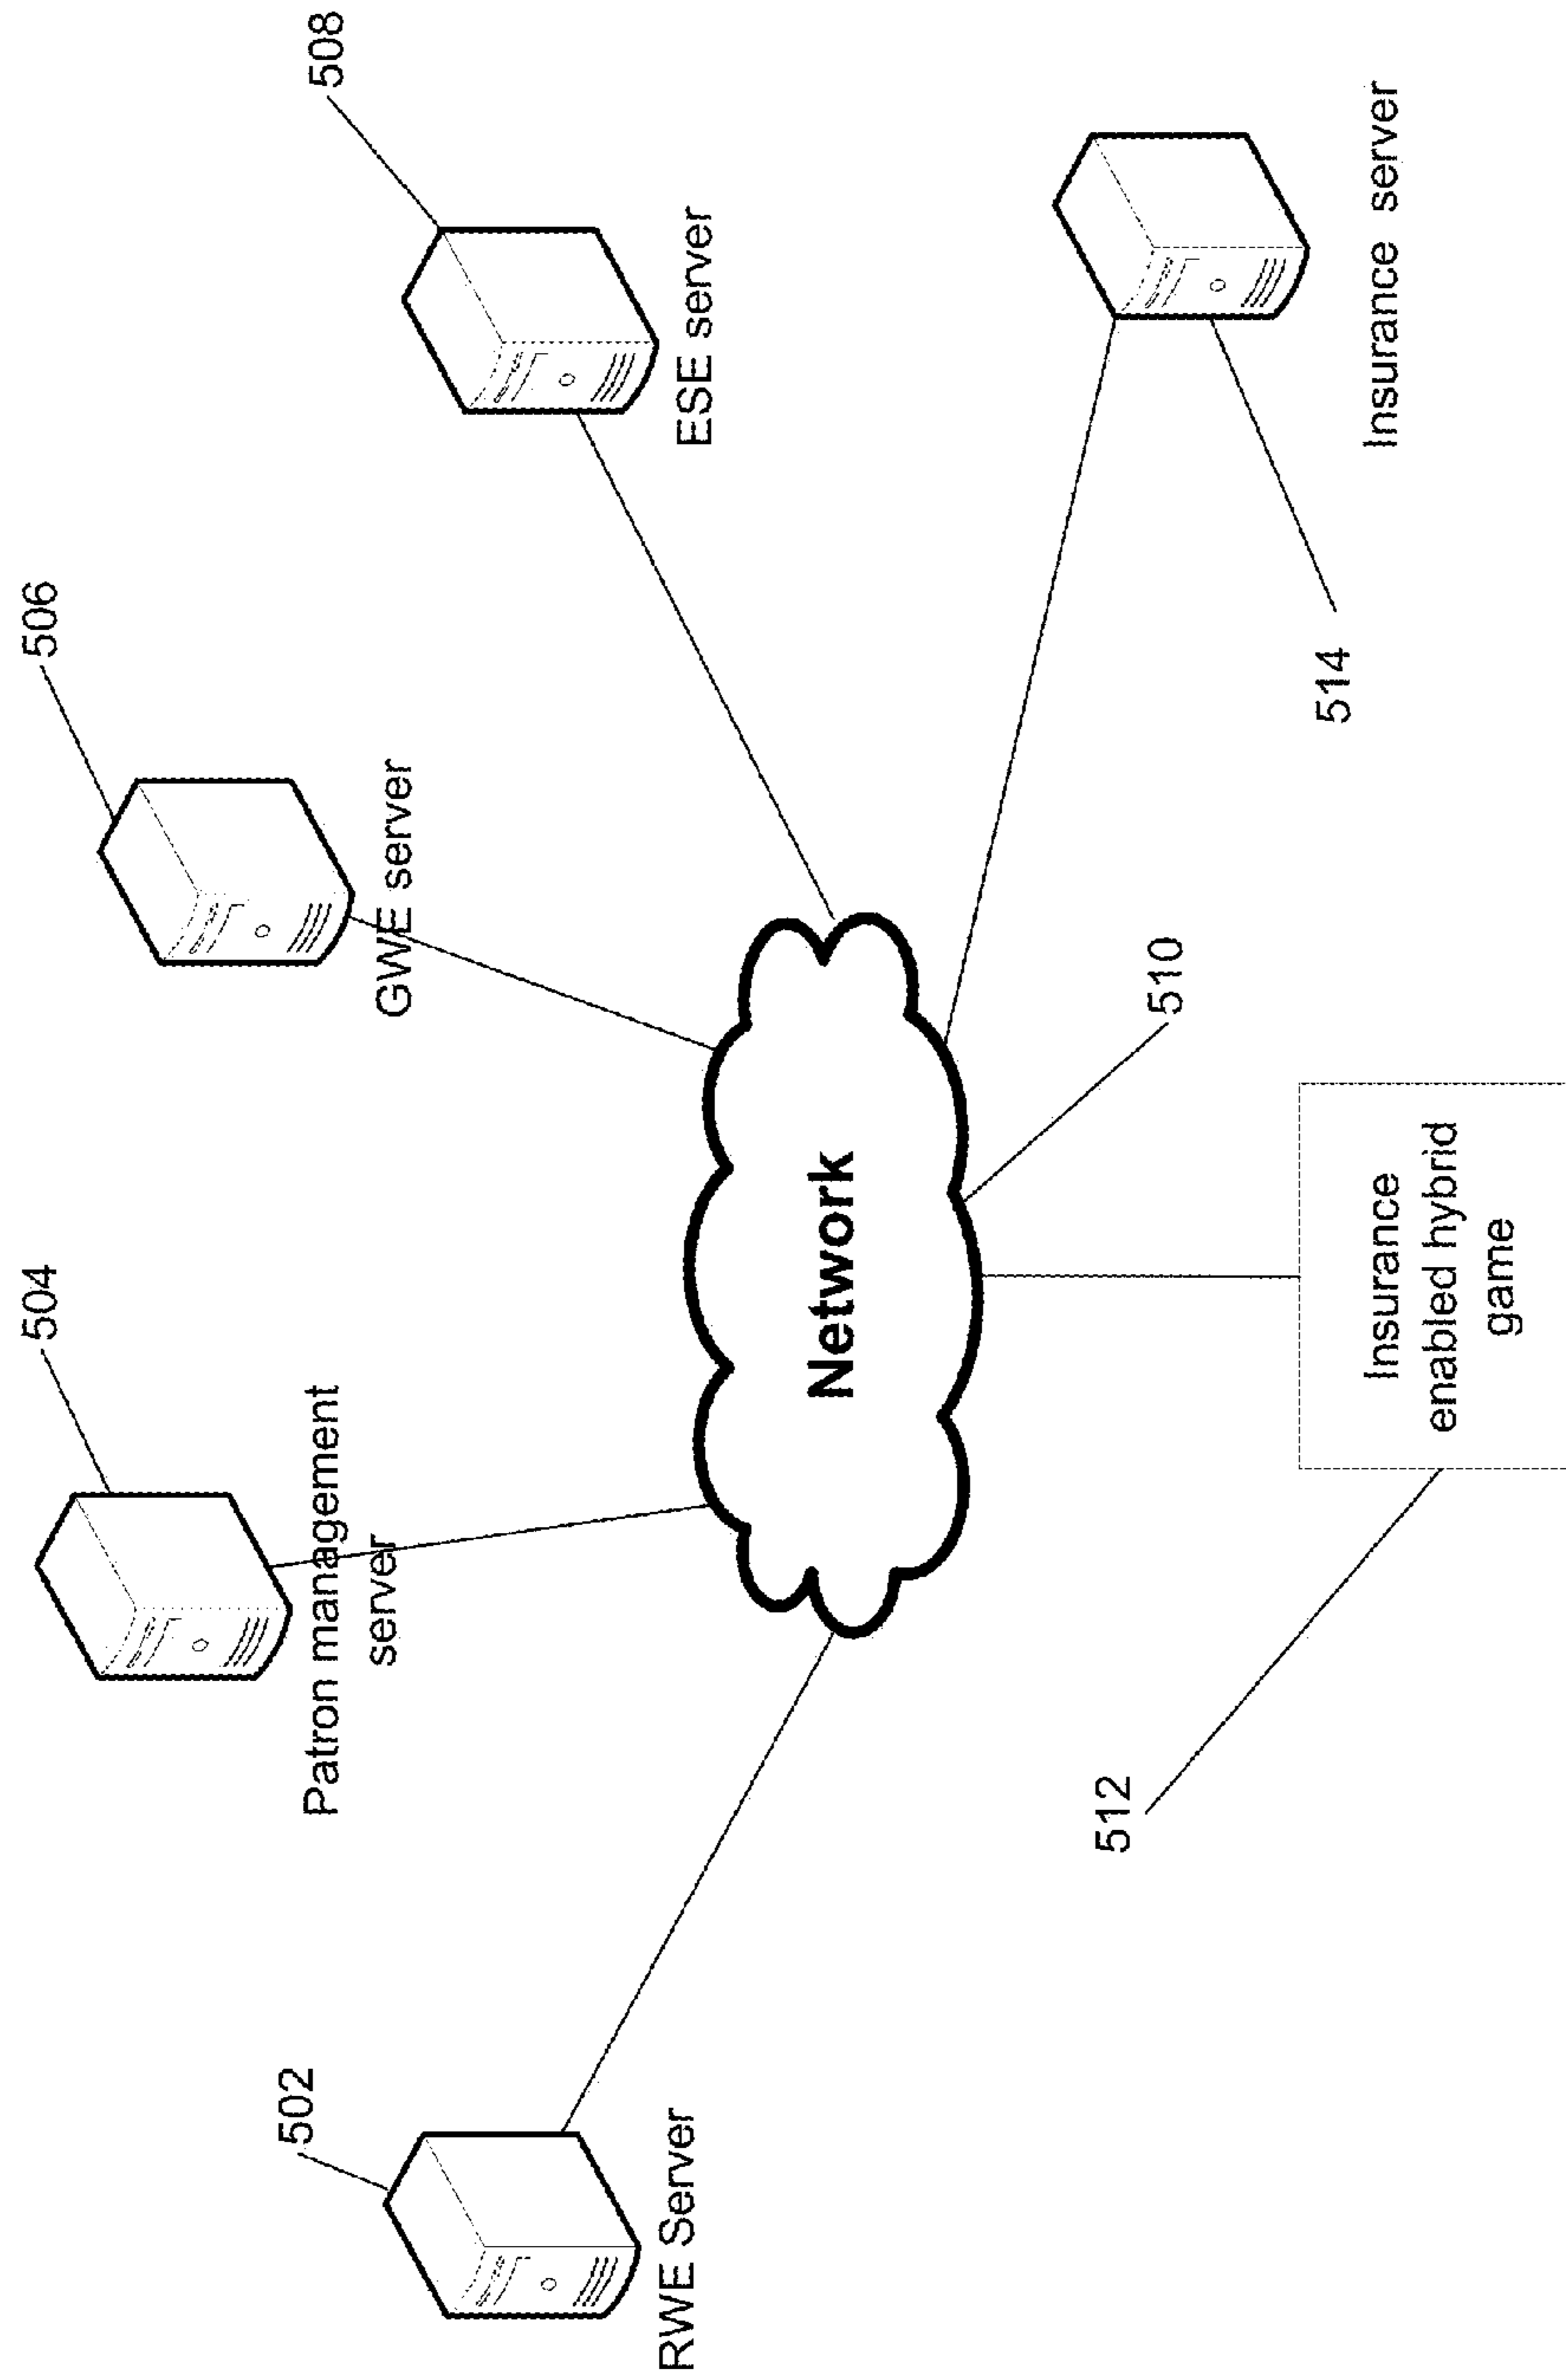 504
506
508
502
Patron management
server
GWE server
ESE server
RWE Server
Network
510
512
514
Insurance
enabled hybrid
game
Insurance server